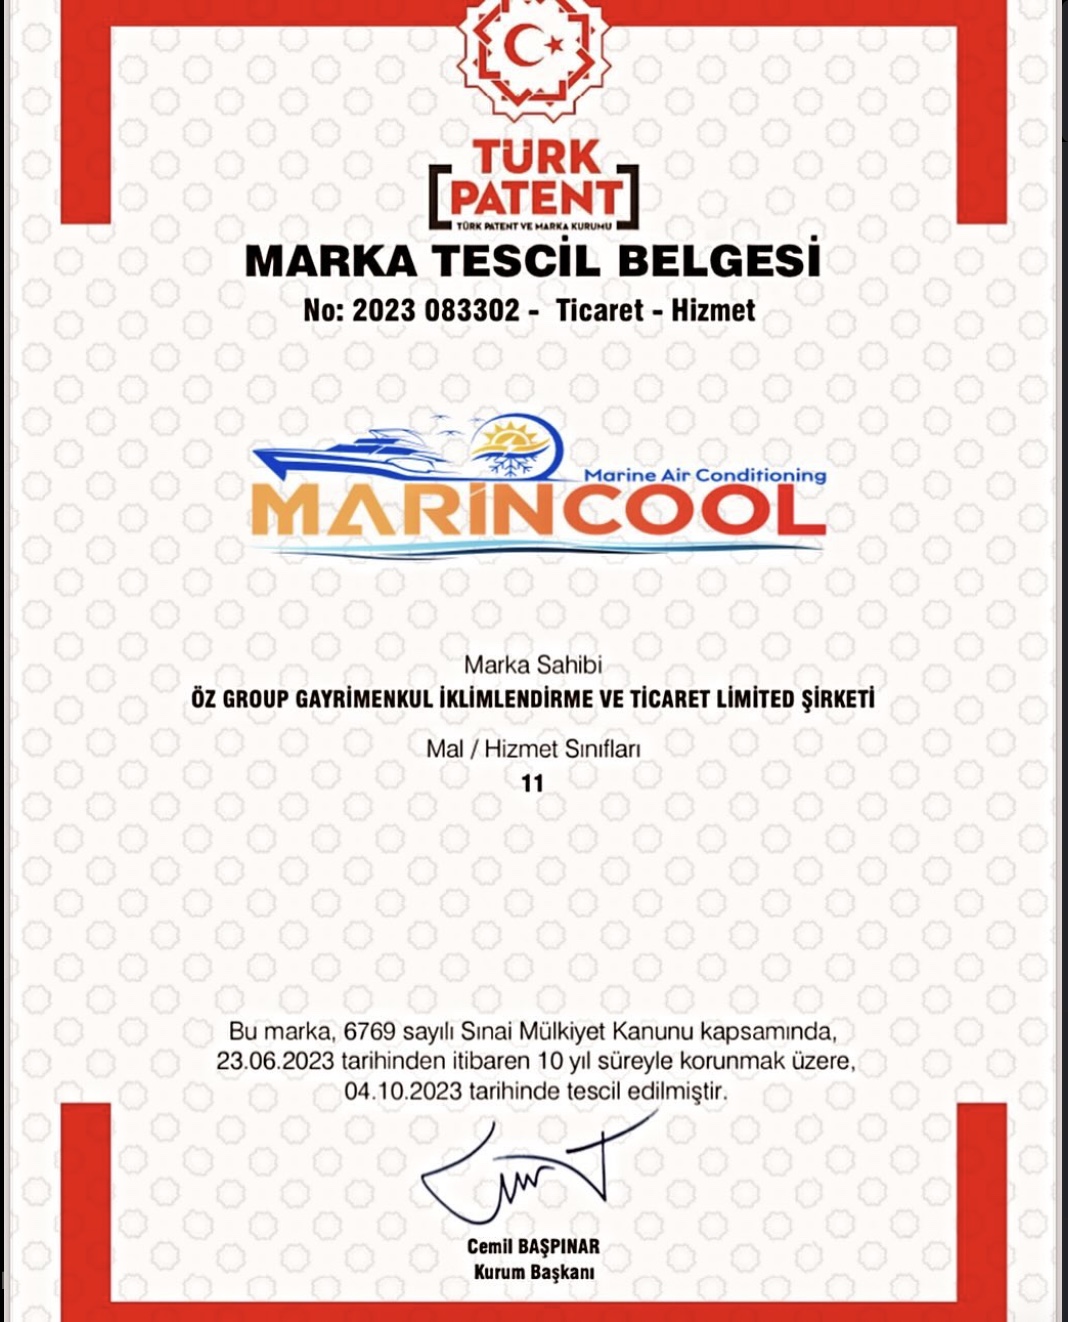 TÜRK
PATENT
TÜRK PATENT VE MARKA KURUMU
MARKA TESCİL BELGESİ
No: 2023 083302 - Ticaret - Hizmet
Marine Air Conditioning
MARİNCOOL
Marka Sahibi
ÖZ GROUP GAYRİMENKUL İKLİMLENDİRME VE TİCARET LİMİTED ŞİRKETİ
Mal / Hizmet Sınıfları
11
Bu marka, 6769 sayılı Sınai Mülkiyet Kanunu kapsamında,
23.06.2023 tarihinden itibaren 10 yıl süreyle korunmak üzere,
04.10.2023 tarihinde tescil edilmiştir.
Cemil BAŞPINAR
Kurum Başkanı